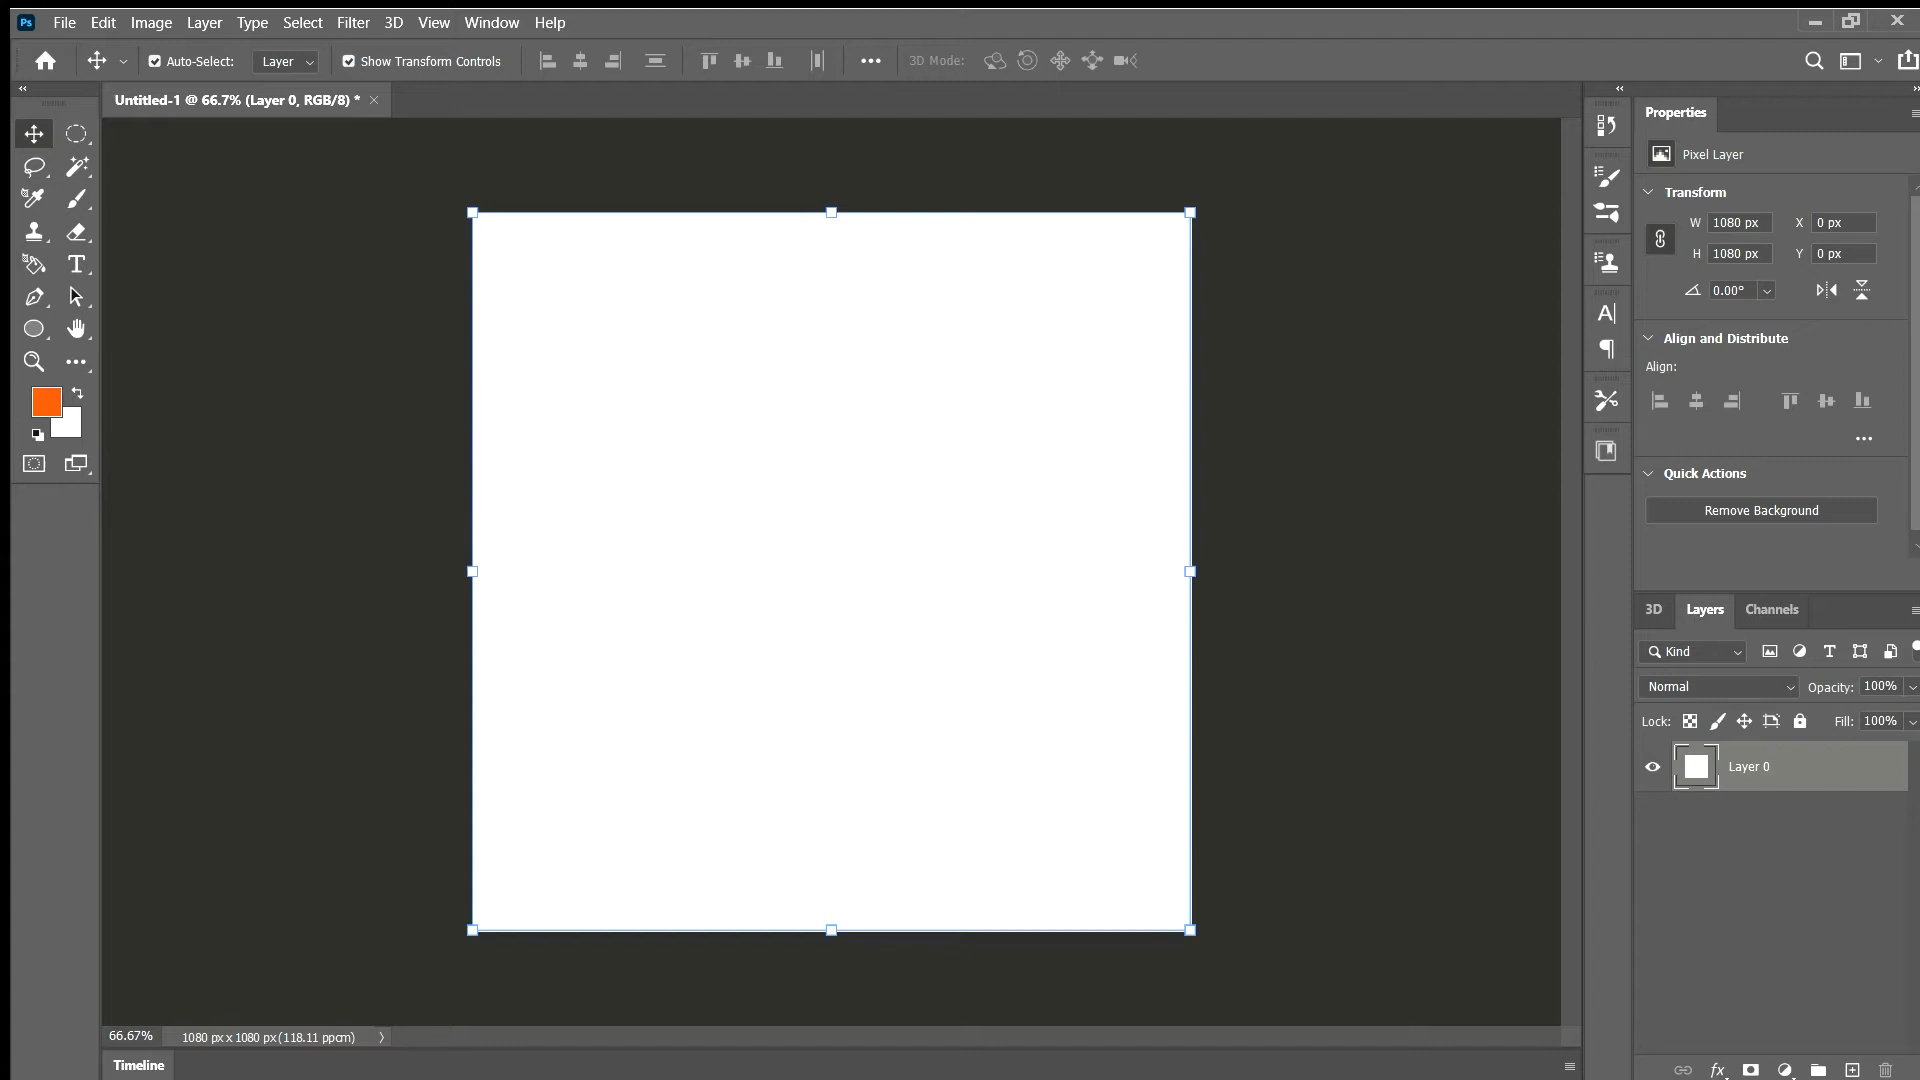 Ps File Edit Image Layer Type Select Filter 3D View Window Help
Auto-Select: Layer Show Transform Controls 3D Mode:
Untitled-1 @ 66.7% (Layer 0, RGB/8) *
Properties
Pixel Layer
Transform
W 1080 px X 0 px
H 1080 px Y 0 px
0.00°
Align and Distribute
Align:
Quick Actions
Remove Background
3D Layers Channels
Kind
Normal Opacity: 100%
Lock: Fill: 100%
Layer 0
66.67% 1080 px x 1080 px (118.11 ppcm)
Timeline
fx